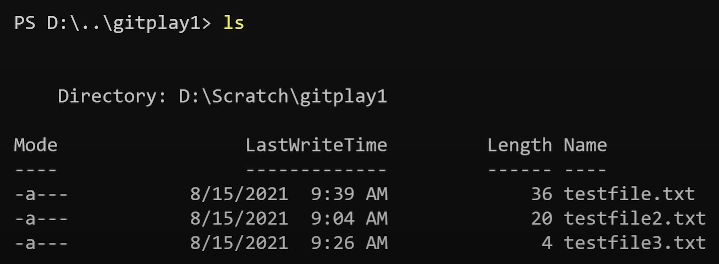 PS D:\..\gitplay1> ls
Directory: D:\Scratch\gitplay1
Mode LastWriteTime Length Name
---- ------------- ------ ----
-a--- 8/15/2021 9:39 AM 36 testfile.txt
-a--- 8/15/2021 9:04 AM 20 testfile2.txt
-a--- 8/15/2021 9:26 AM 4 testfile3.txt